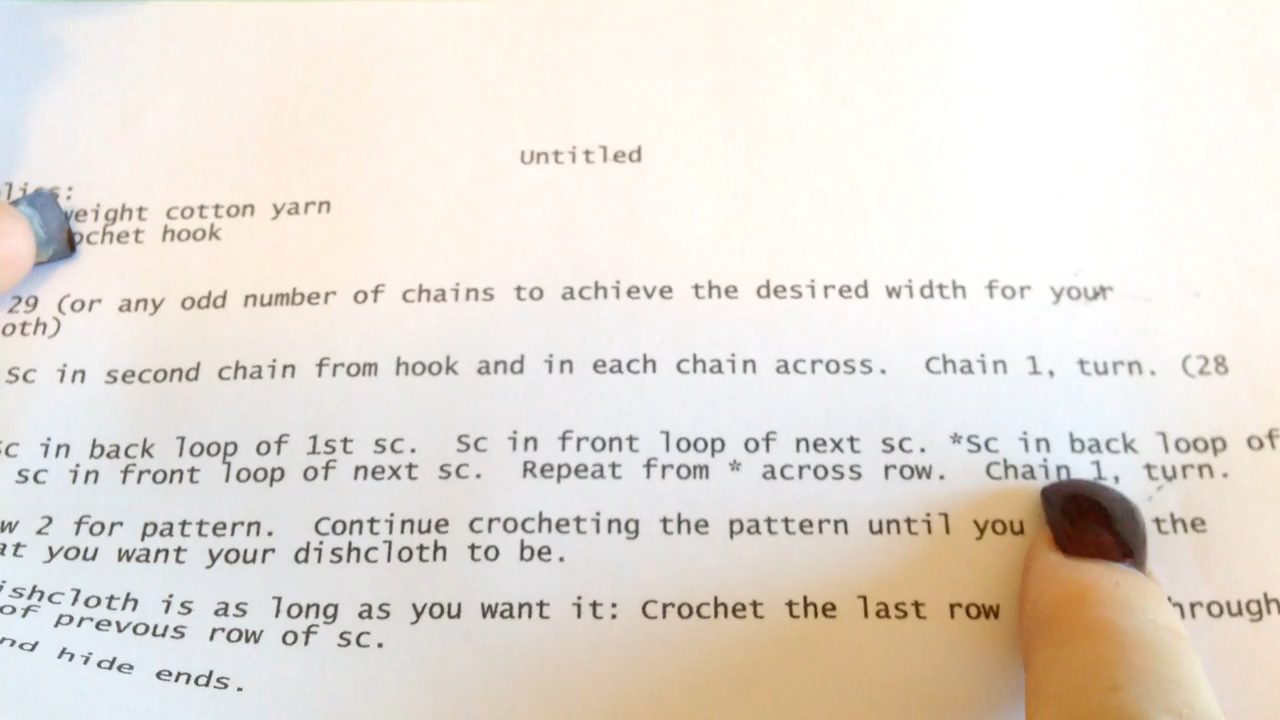 Untitled
lies:
weight cotton yarn
ochet hook
29 (or any odd number of chains to achieve the desired width for your
oth)
Sc in second chain from hook and in each chain across. Chain 1, turn. (28
sc in back loop of 1st sc. Sc in front loop of next sc. *Sc in back loop of
sc in front loop of next sc. Repeat from * across row. Chain 1, turn.
w 2 for pattern. Continue crocheting the pattern until you the
at you want your dishcloth to be.
ishcloth is as long as you want it: Crochet the last row hrough
of prevous row of sc.
nd hide ends.